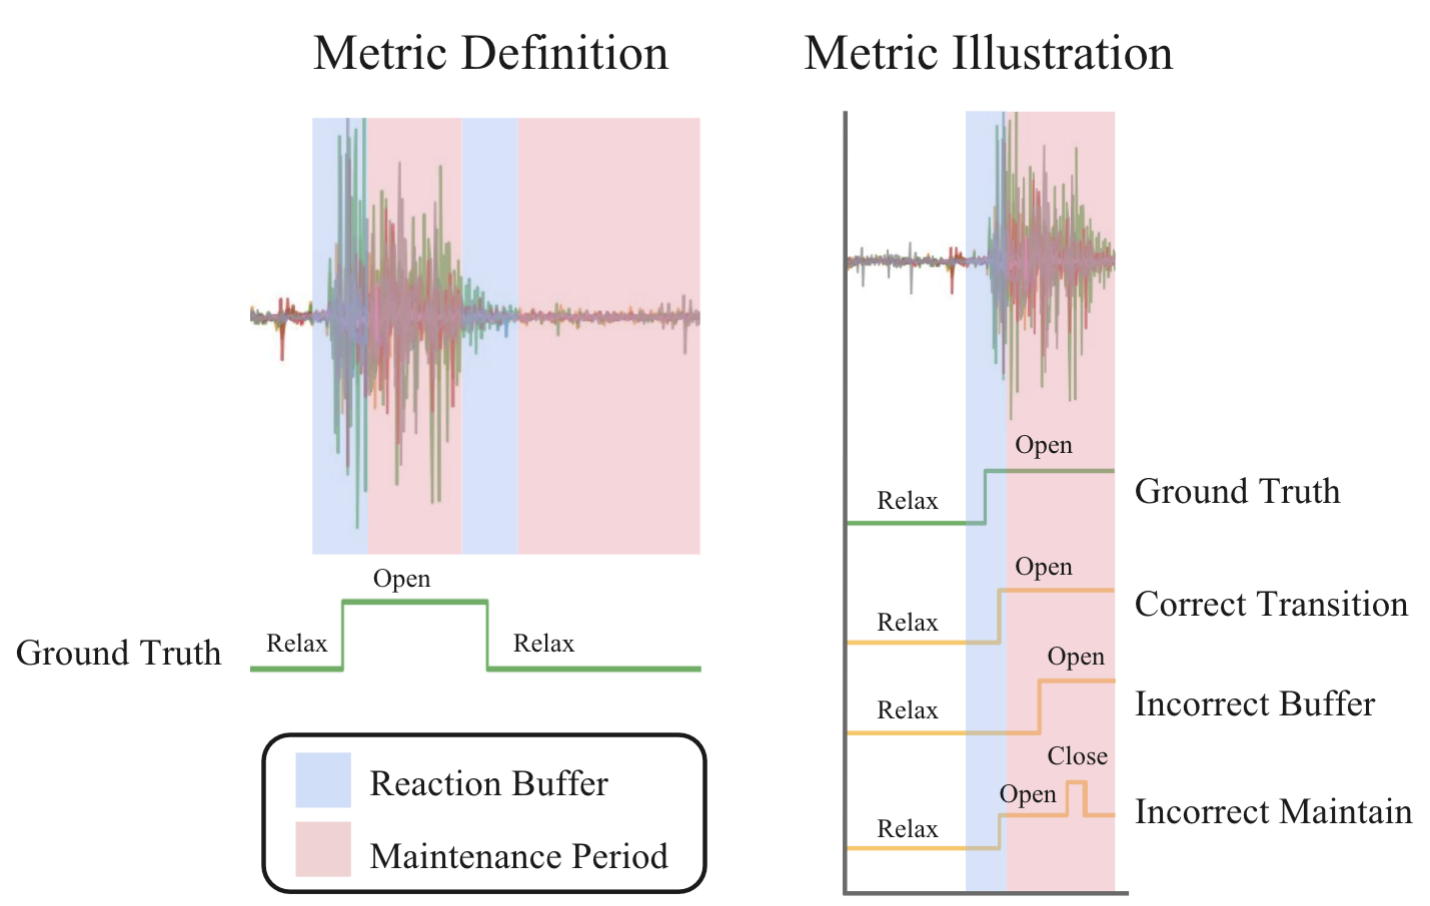 Metric Definition
Open
Relax
Relax
Ground Truth
Reaction Buffer
Maintenance Period
Metric Illustration
Open
Relax
Ground Truth
Open
Relax
Correct Transition
Open
Relax
Incorrect Buffer
Close
Open
Relax
Incorrect Maintain